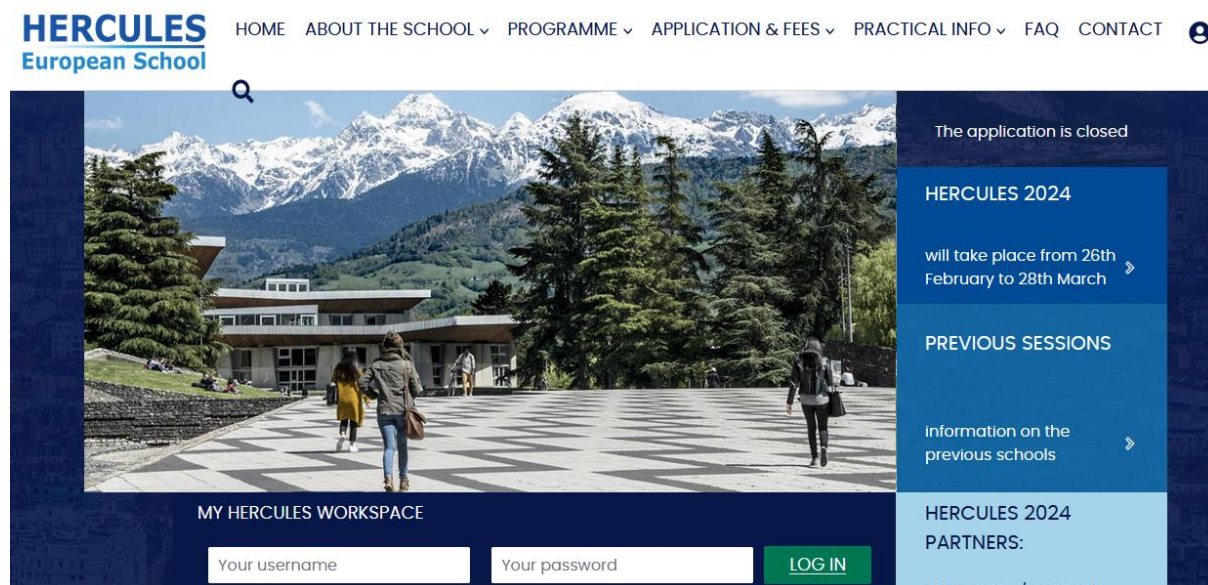 HERCULES
European School
HOME ABOUT THE SCHOOL PROGRAMME APPLICATION & FEES PRACTICAL INFO FAQ CONTACT
The application is closed
HERCULES 2024
will take place from 26th
February to 28th March
PREVIOUS SESSIONS
information on the
previous schools
MY HERCULES WORKSPACE
Your username
Your password
LOG IN
HERCULES 2024
PARTNERS: